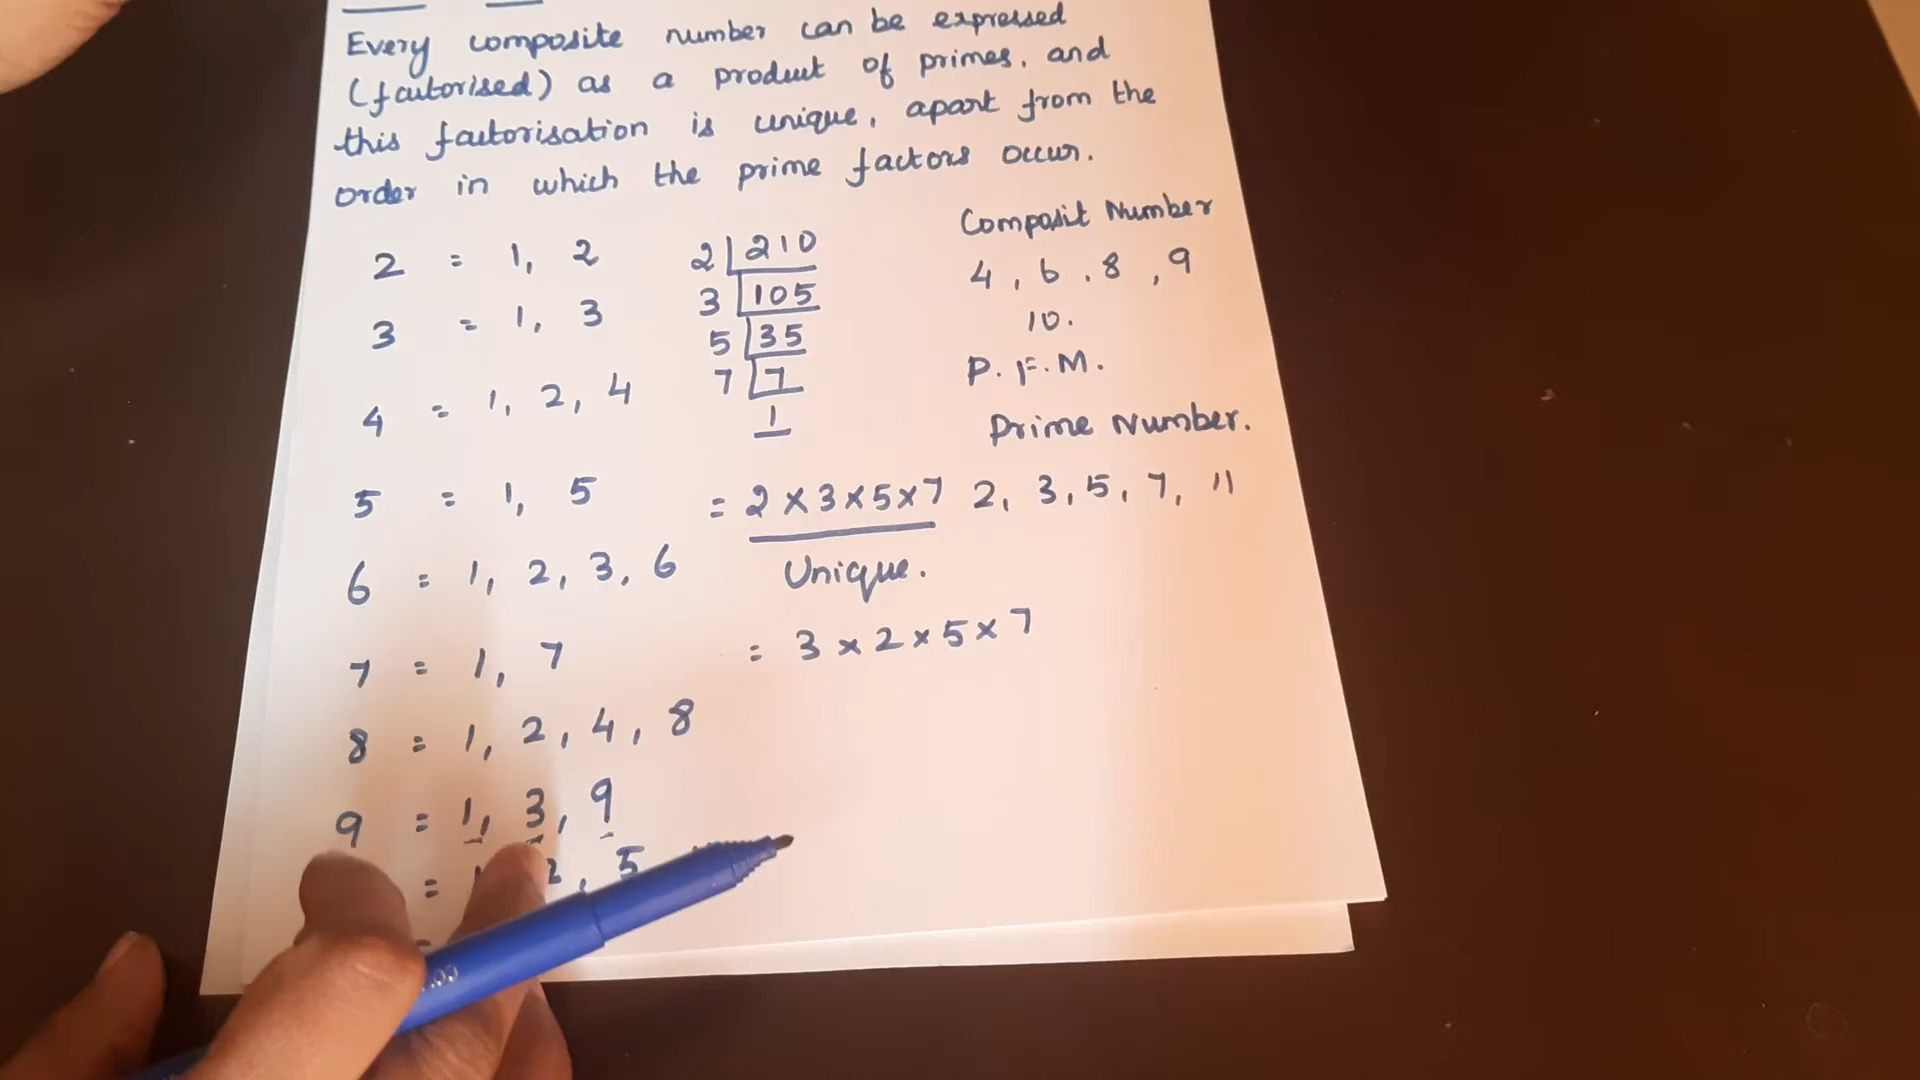 Every composite number can be expressed
(factorised) as a product of primes, and
this factorisation is unique, apart from the
order in which the prime factors occur.
2 = 1, 2
3 = 1, 3
4 = 1, 2, 4
5 = 1, 5
6 = 1, 2, 3, 6
7 = 1, 7
8 = 1, 2, 4, 8
9 = 1, 3, 9
= 1 2, 5
=
2 | 210
3 | 105
5 | 35
7 | 7
1
= 2 × 3 × 5 × 7
Unique.
= 3 × 2 × 5 × 7
Composit Number
4, 6, 8, 9
10.
P. F. M.
Prime Number.
2, 3, 5, 7, 11